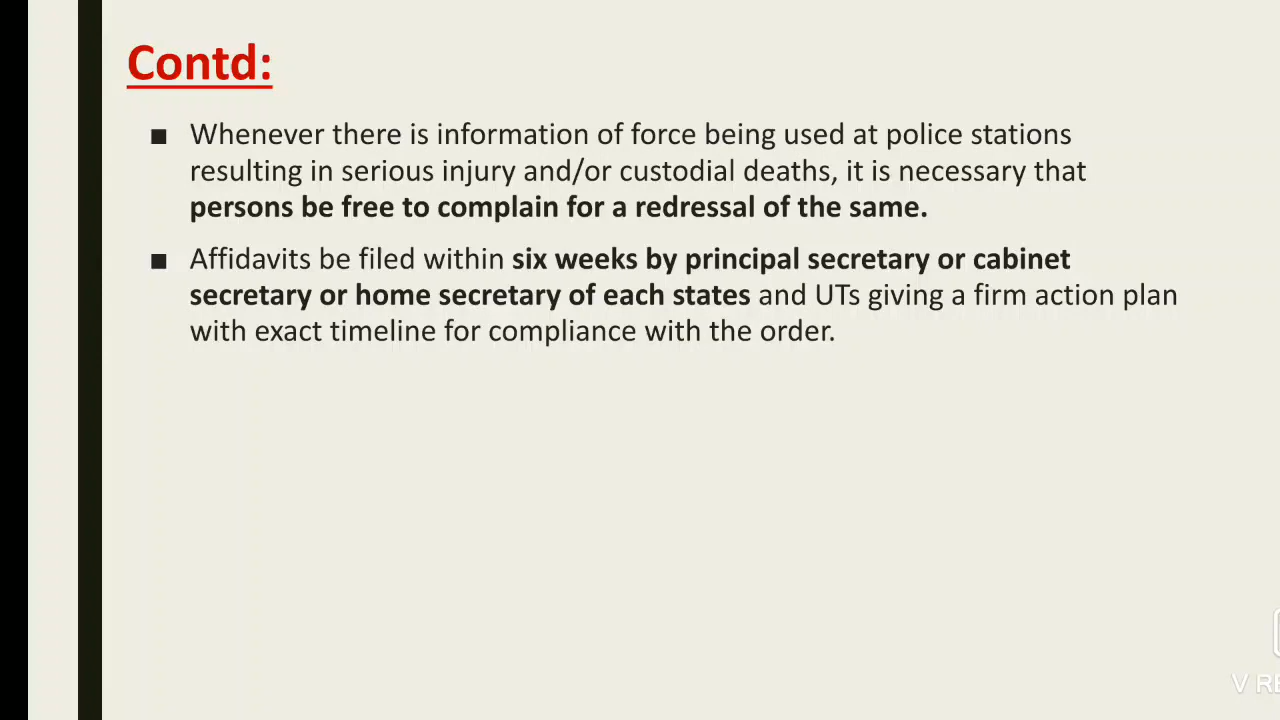 Contd:
Whenever there is information of force being used at police stations
resulting in serious injury and/or custodial deaths, it is necessary that
persons be free to complain for a redressal of the same.
Affidavits be filed within six weeks by principal secretary or cabinet
secretary or home secretary of each states and UTs giving a firm action plan
with exact timeline for compliance with the order.
V RE